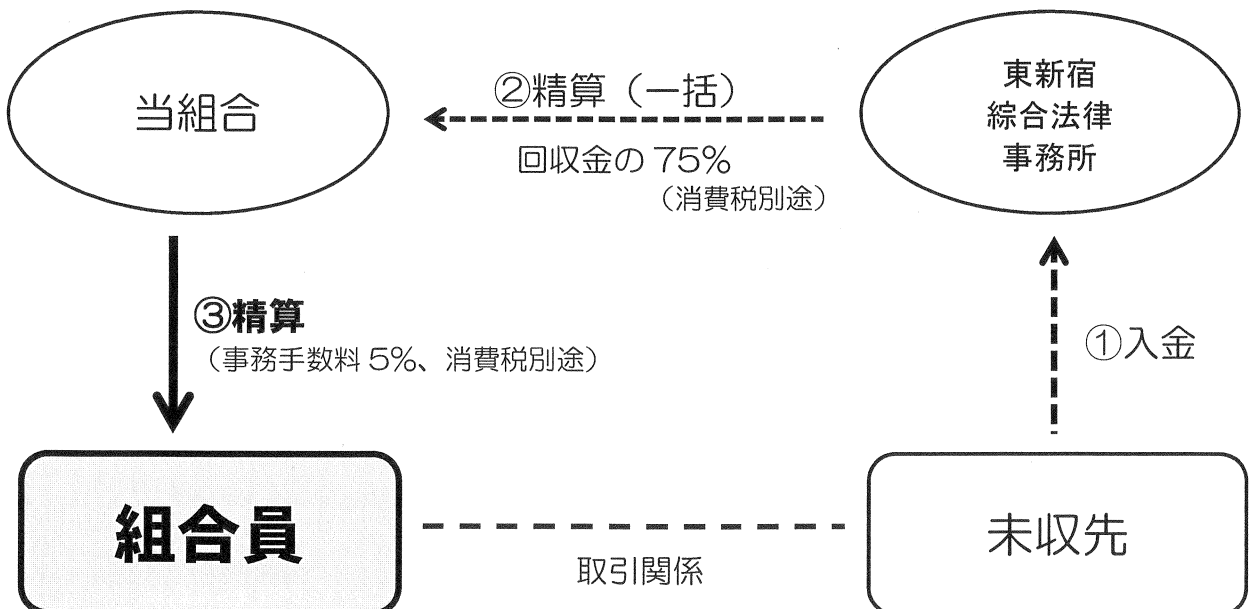 当組合
②精算（一括）
回収金の 75%
（消費税別途）
東新宿
綜合法律
事務所
③精算
（事務手数料 5%、消費税別途）
①入金
組合員
取引関係
未収先